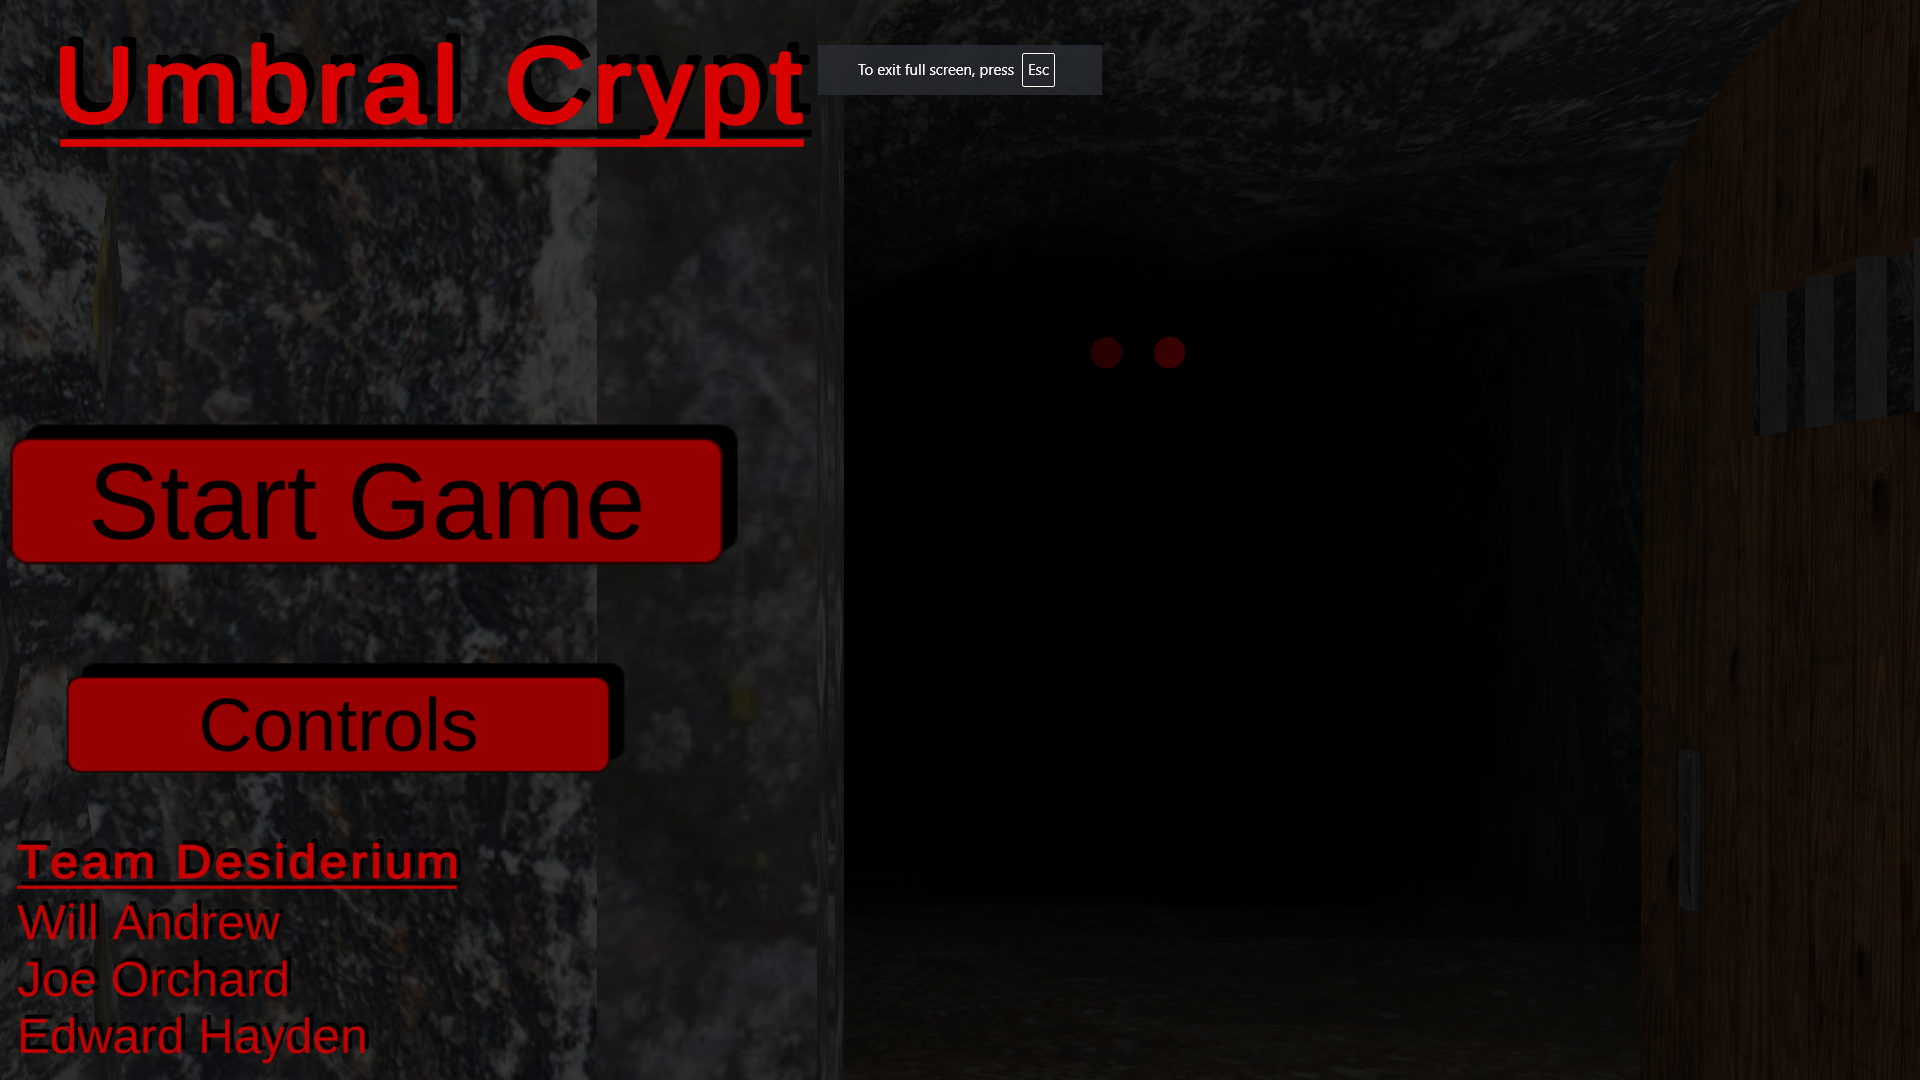 Umbral Crypt
To exit full screen, press Esc
Start Game
Controls
Team Desiderium
Will Andrew
Joe Orchard
Edward Hayden